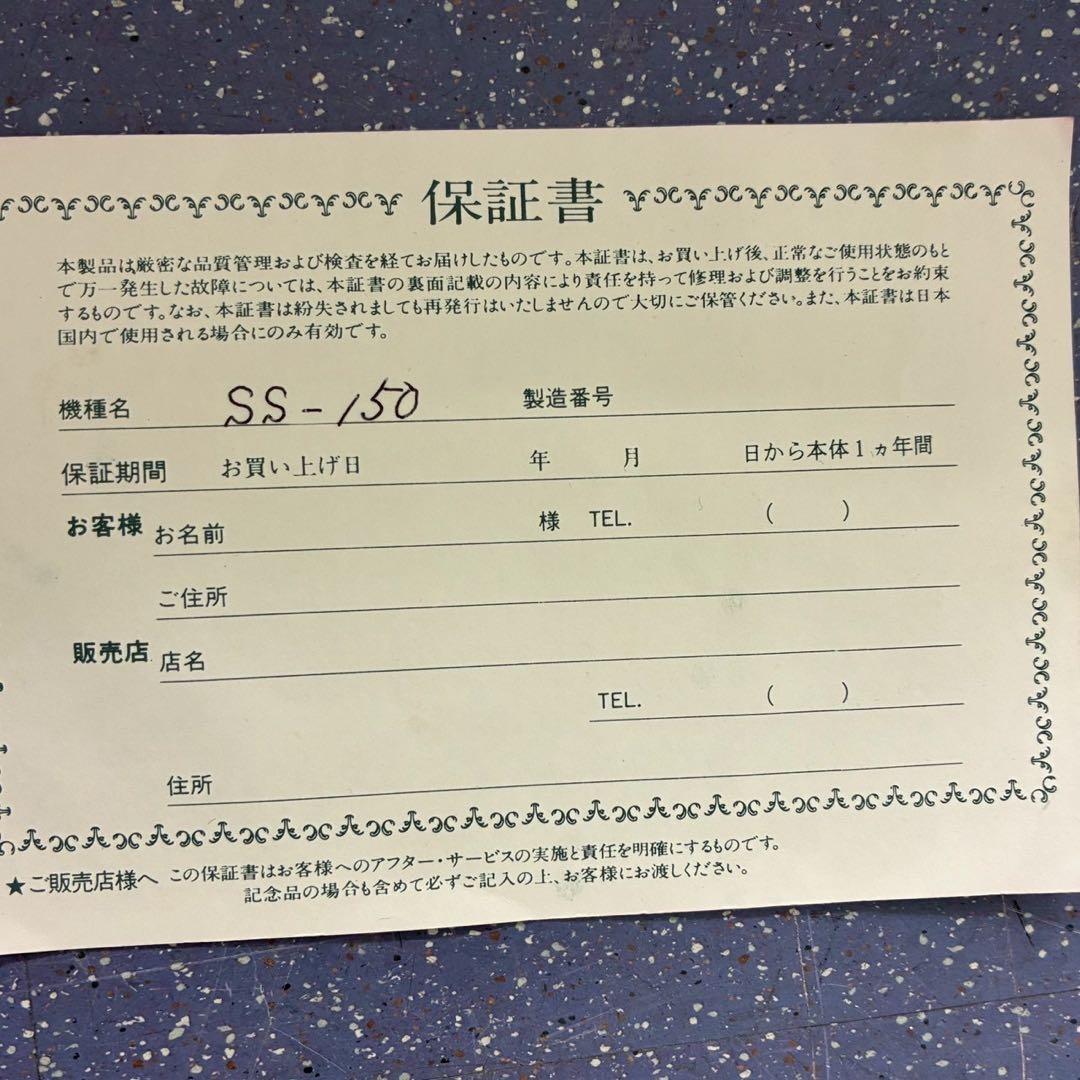 保証書
本製品は厳密な品質管理および検査を経てお届けしたものです。本証書は、お買い上げ後、正常なご使用状態のもと
で万一発生した故障については、本証書の裏面記載の内容により責任を持って修理および調整を行うことをお約束
するものです。なお、本証書は紛失されましても再発行はいたしませんので大切にご保管ください。また、本証書は日本
国内で使用される場合にのみ有効です。
機種名 SS-150 製造番号
保証期間 お買い上げ日 年 月 日から本体1ヵ年間
お客様 お名前 様 TEL. ( )
ご住所
販売店 店名
TEL. ( )
住所
★ご販売店様へ この保証書はお客様へのアフター・サービスの実施と責任を明確にするものです。
記念品の場合も含めて必ずご記入の上、お客様にお渡しください。